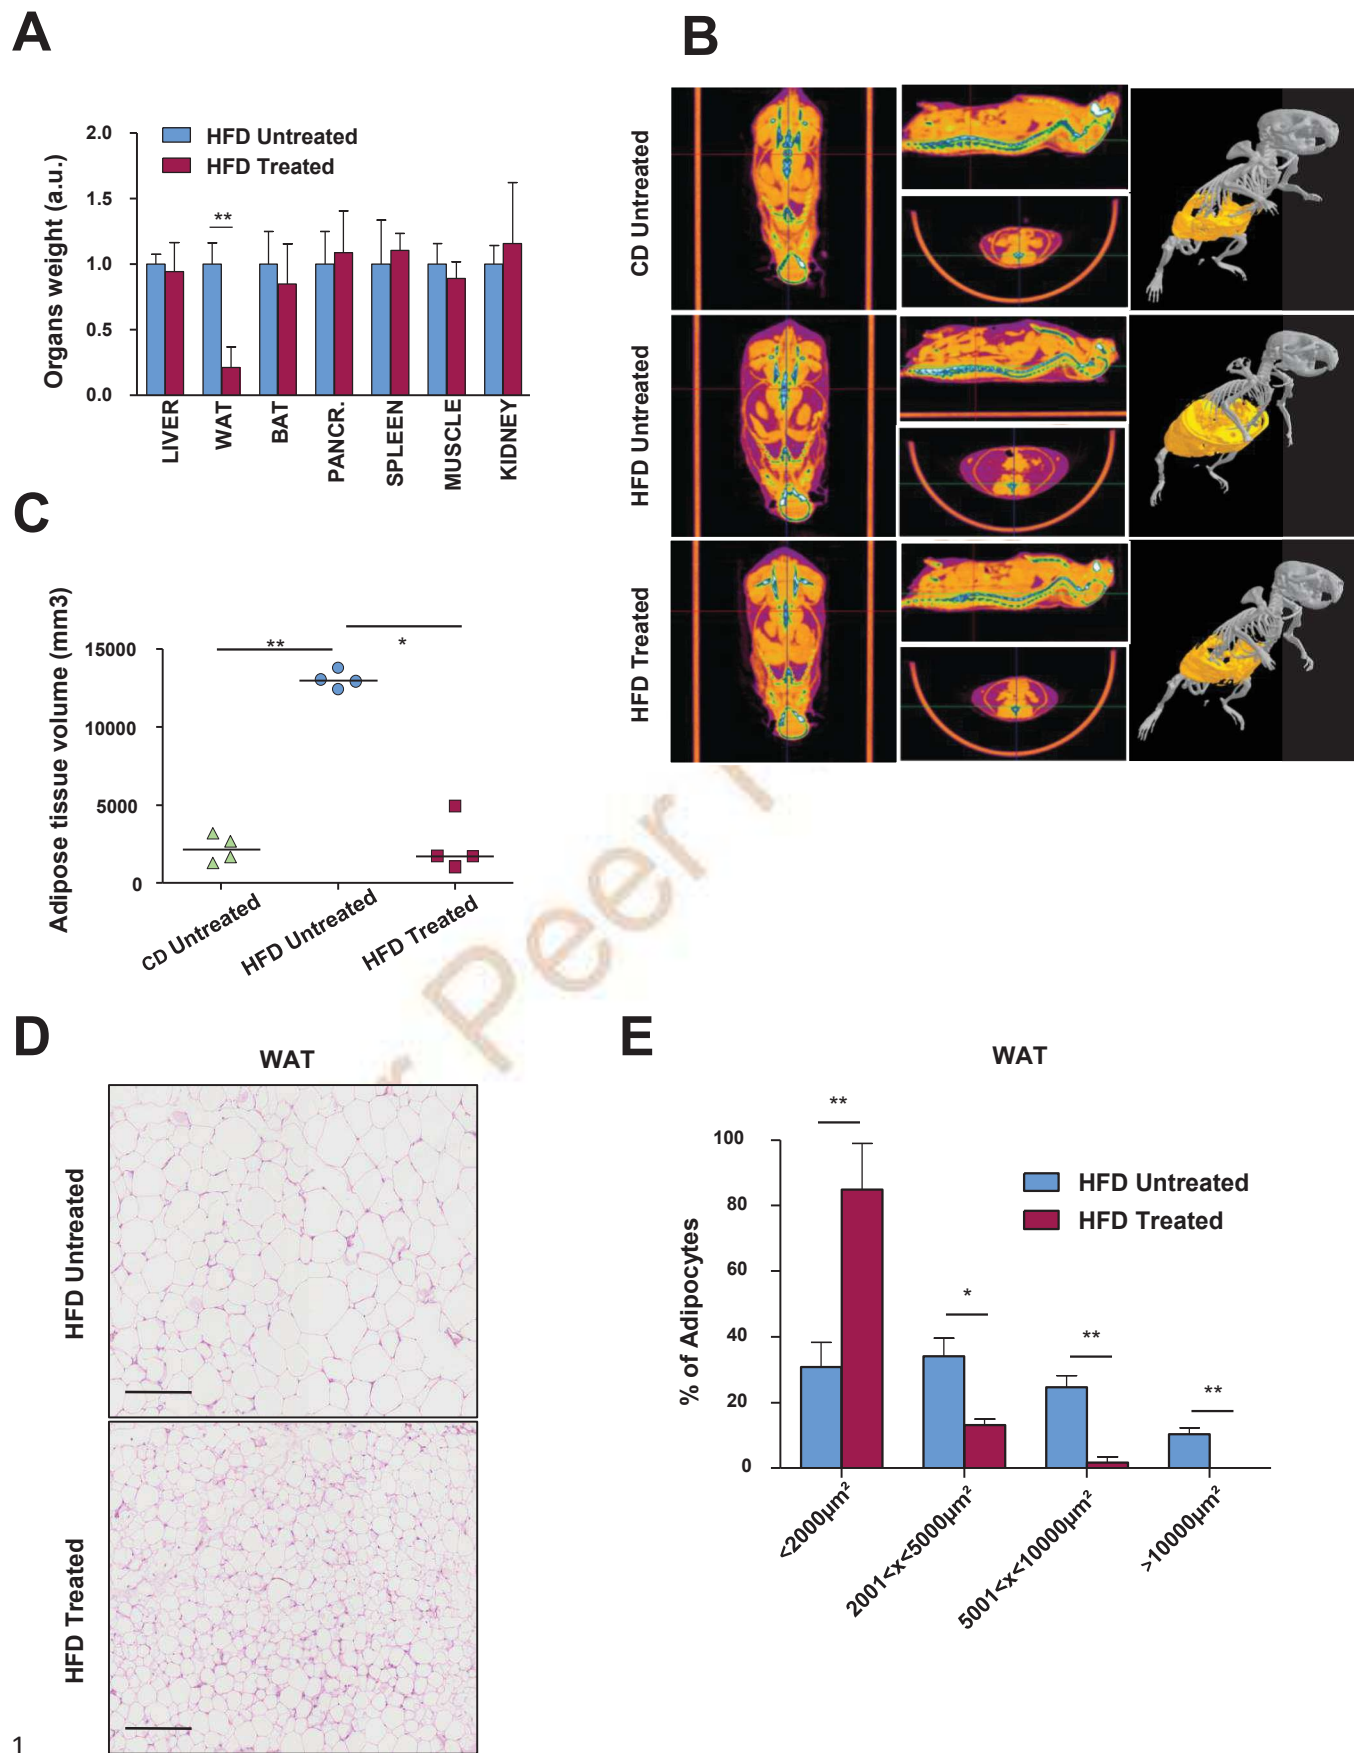 A
2.0
1.5
1.0
0.5
0.0
Organs weight (a.u.)
HFD Untreated
HFD Treated
**
LIVER
WAT
BAT
PANCR.
SPLEEN
MUSCLE
KIDNEY
B
CD Untreated
HFD Untreated
HFD Treated
C
Adipose tissue volume (mm3)
15000
10000
5000
0
**
*
CD Untreated
HFD Untreated
HFD Treated
Peer
D
WAT
HFD Untreated
HFD Treated
E
WAT
% of Adipocytes
100
80
60
40
20
0
**
*
**
**
HFD Untreated
HFD Treated
<2000µm²
2001<x<5000µm²
5001<x<10000µm²
>10000µm²
1